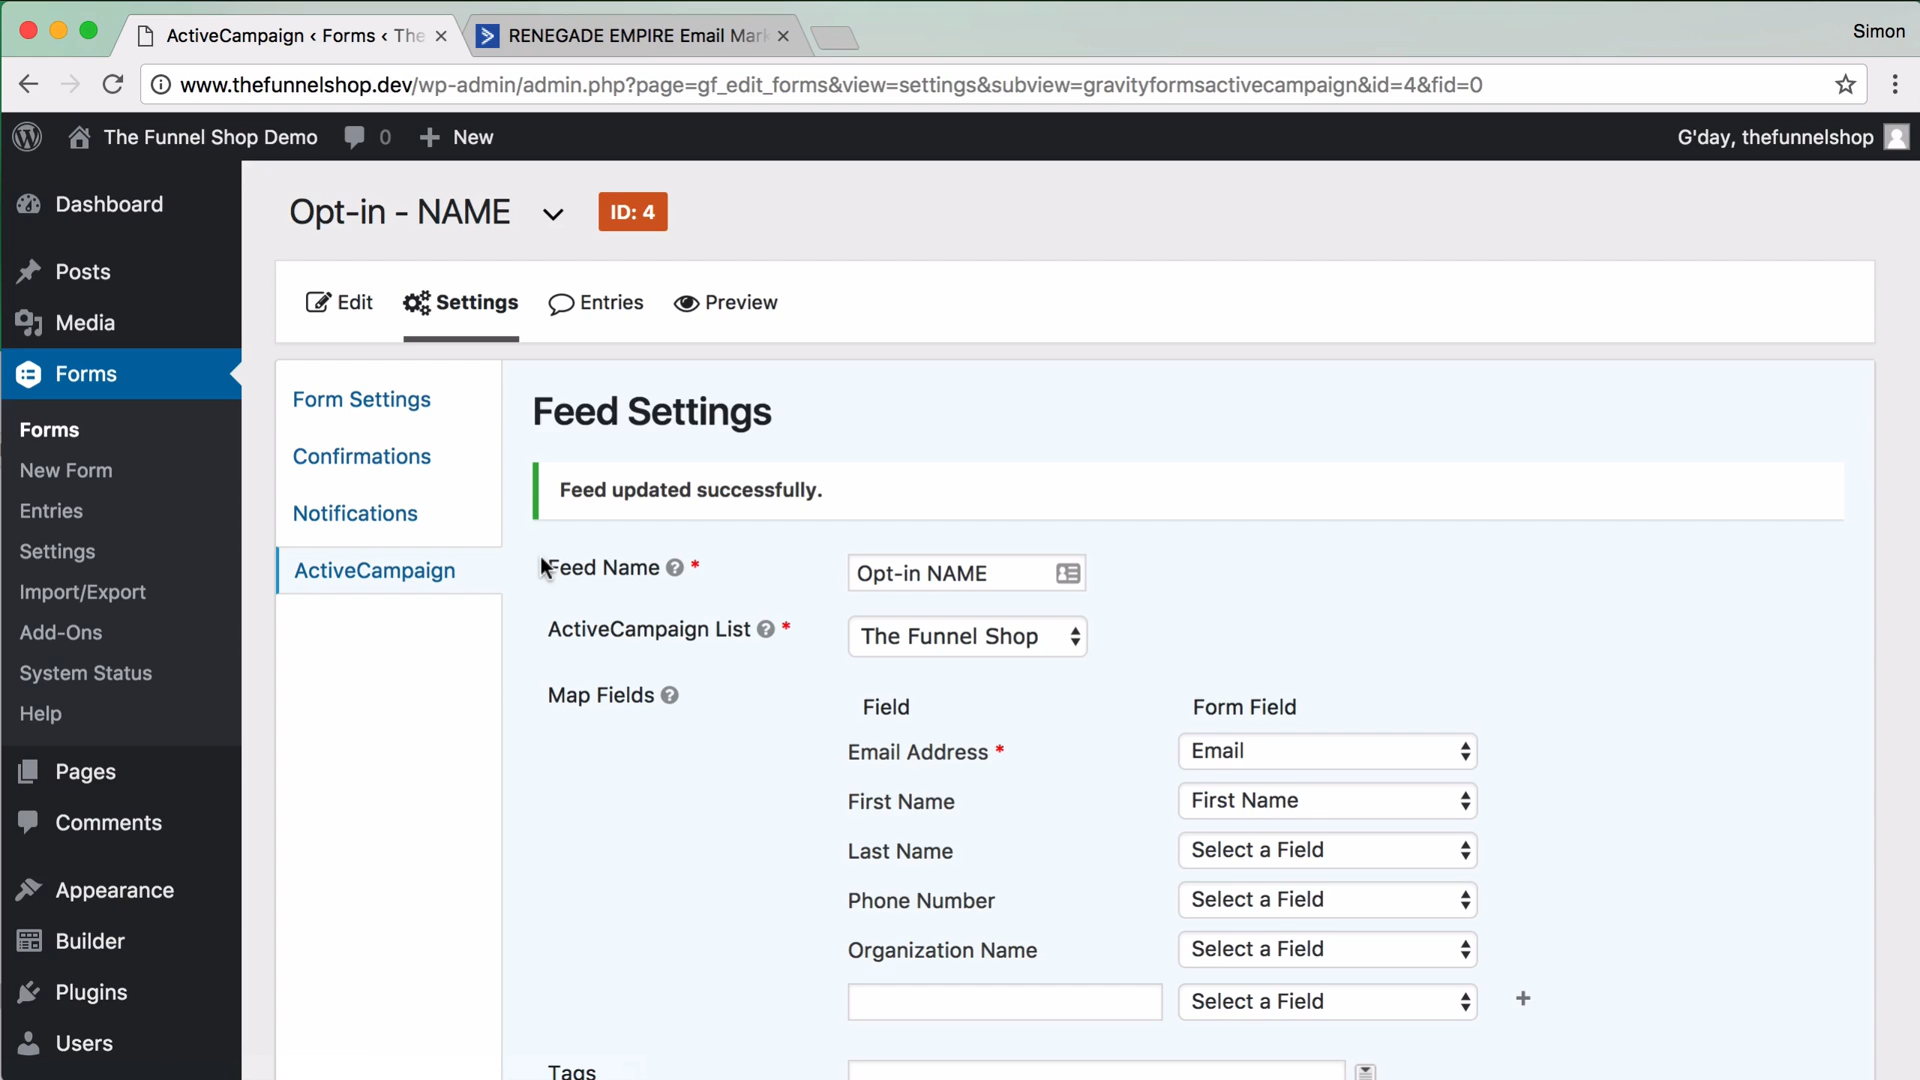 ActiveCampaign ‹ Forms ‹ The
RENEGADE EMPIRE Email Mark
Simon
www.thefunnelshop.dev/wp-admin/admin.php?page=gf_edit_forms&view=settings&subview=gravityformsactivecampaign&id=4&fid=0
The Funnel Shop Demo 0 + New
G'day, thefunnelshop
Dashboard
Posts
Media
Forms
Forms
New Form
Entries
Settings
Import/Export
Add-Ons
System Status
Help
Pages
Comments
Appearance
Builder
Plugins
Users
Opt-in - NAME ID: 4
Edit Settings Entries Preview
Form Settings
Confirmations
Notifications
ActiveCampaign
Feed Settings
Feed updated successfully.
Feed Name ? * Opt-in NAME
ActiveCampaign List ? * The Funnel Shop
Map Fields ?
Field Form Field
Email Address * Email
First Name First Name
Last Name Select a Field
Phone Number Select a Field
Organization Name Select a Field
Select a Field +
Tags